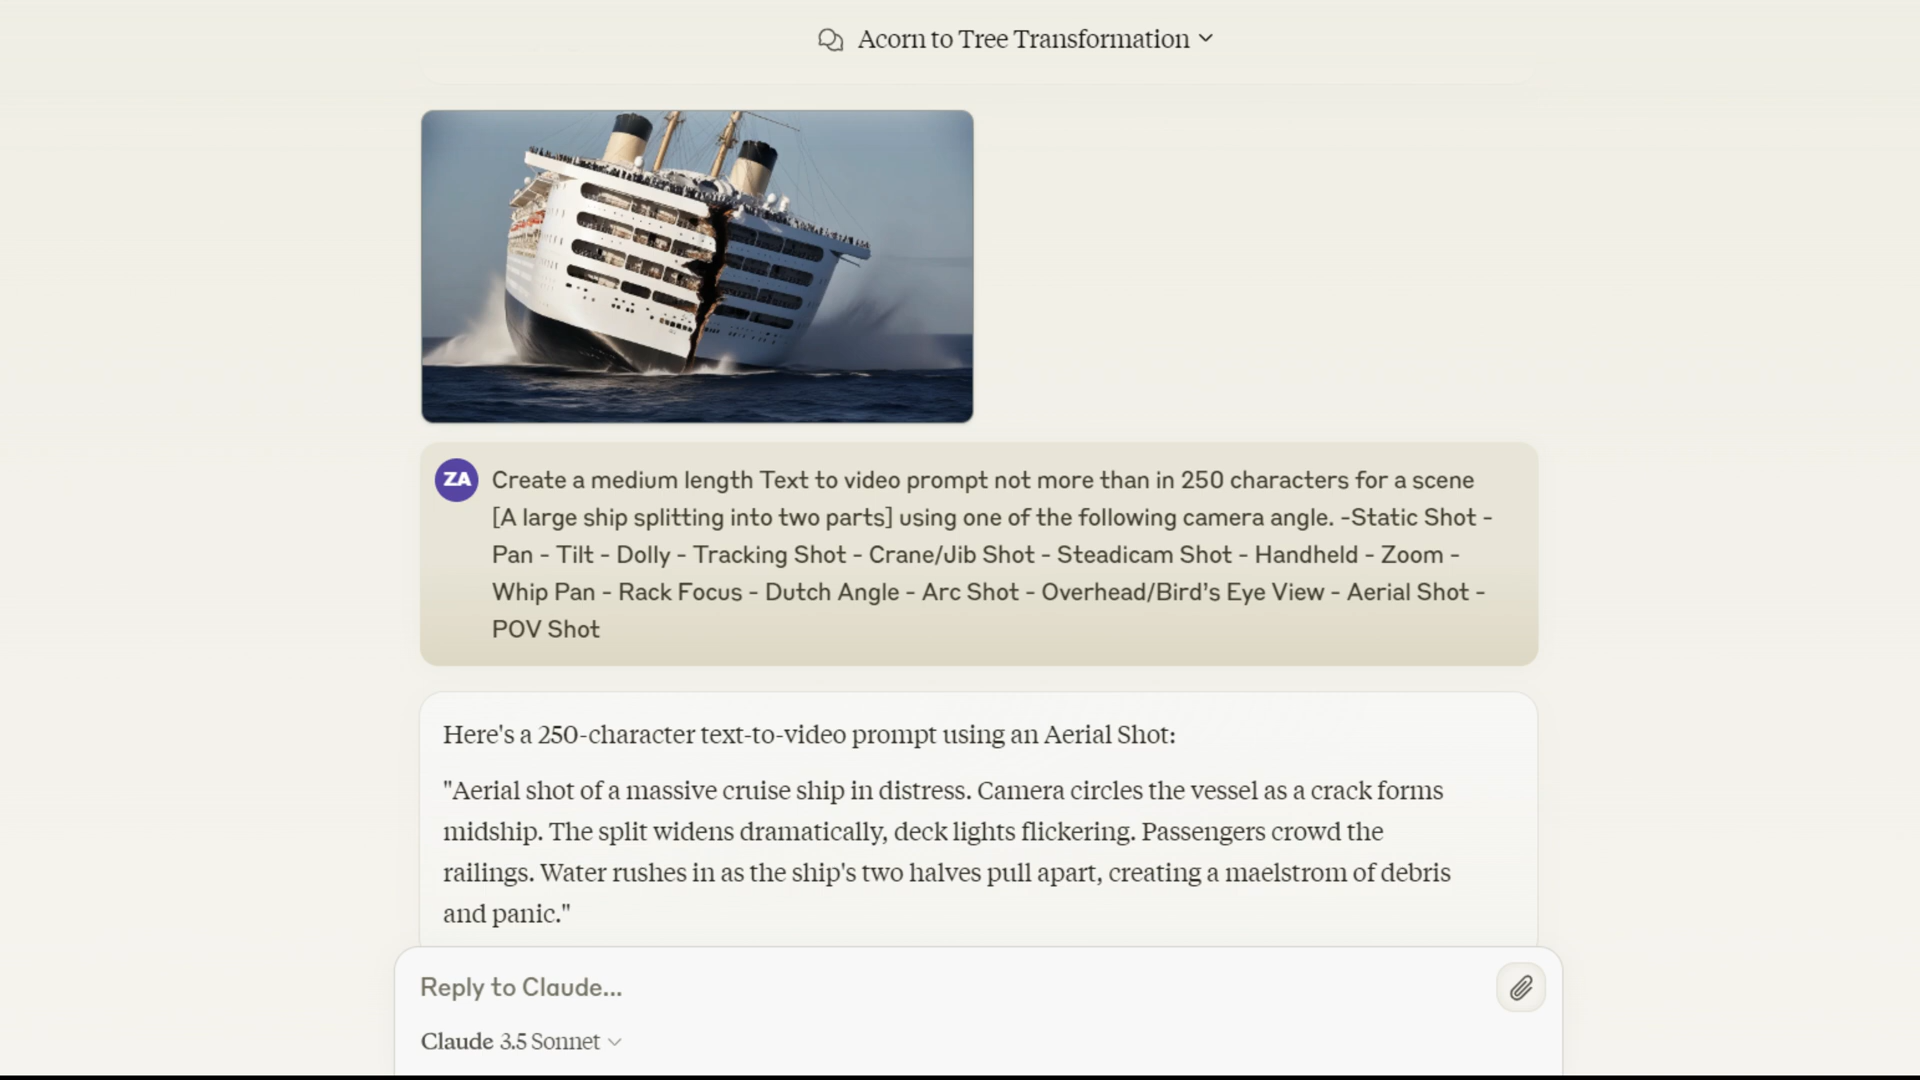 Acorn to Tree Transformation
ZA
Create a medium length Text to video prompt not more than in 250 characters for a scene
[A large ship splitting into two parts] using one of the following camera angle. -Static Shot -
Pan - Tilt - Dolly - Tracking Shot - Crane/Jib Shot - Steadicam Shot - Handheld - Zoom -
Whip Pan - Rack Focus - Dutch Angle - Arc Shot - Overhead/Bird’s Eye View - Aerial Shot -
POV Shot
Here's a 250-character text-to-video prompt using an Aerial Shot:
"Aerial shot of a massive cruise ship in distress. Camera circles the vessel as a crack forms
midship. The split widens dramatically, deck lights flickering. Passengers crowd the
railings. Water rushes in as the ship's two halves pull apart, creating a maelstrom of debris
and panic."
Reply to Claude...
Claude 3.5 Sonnet